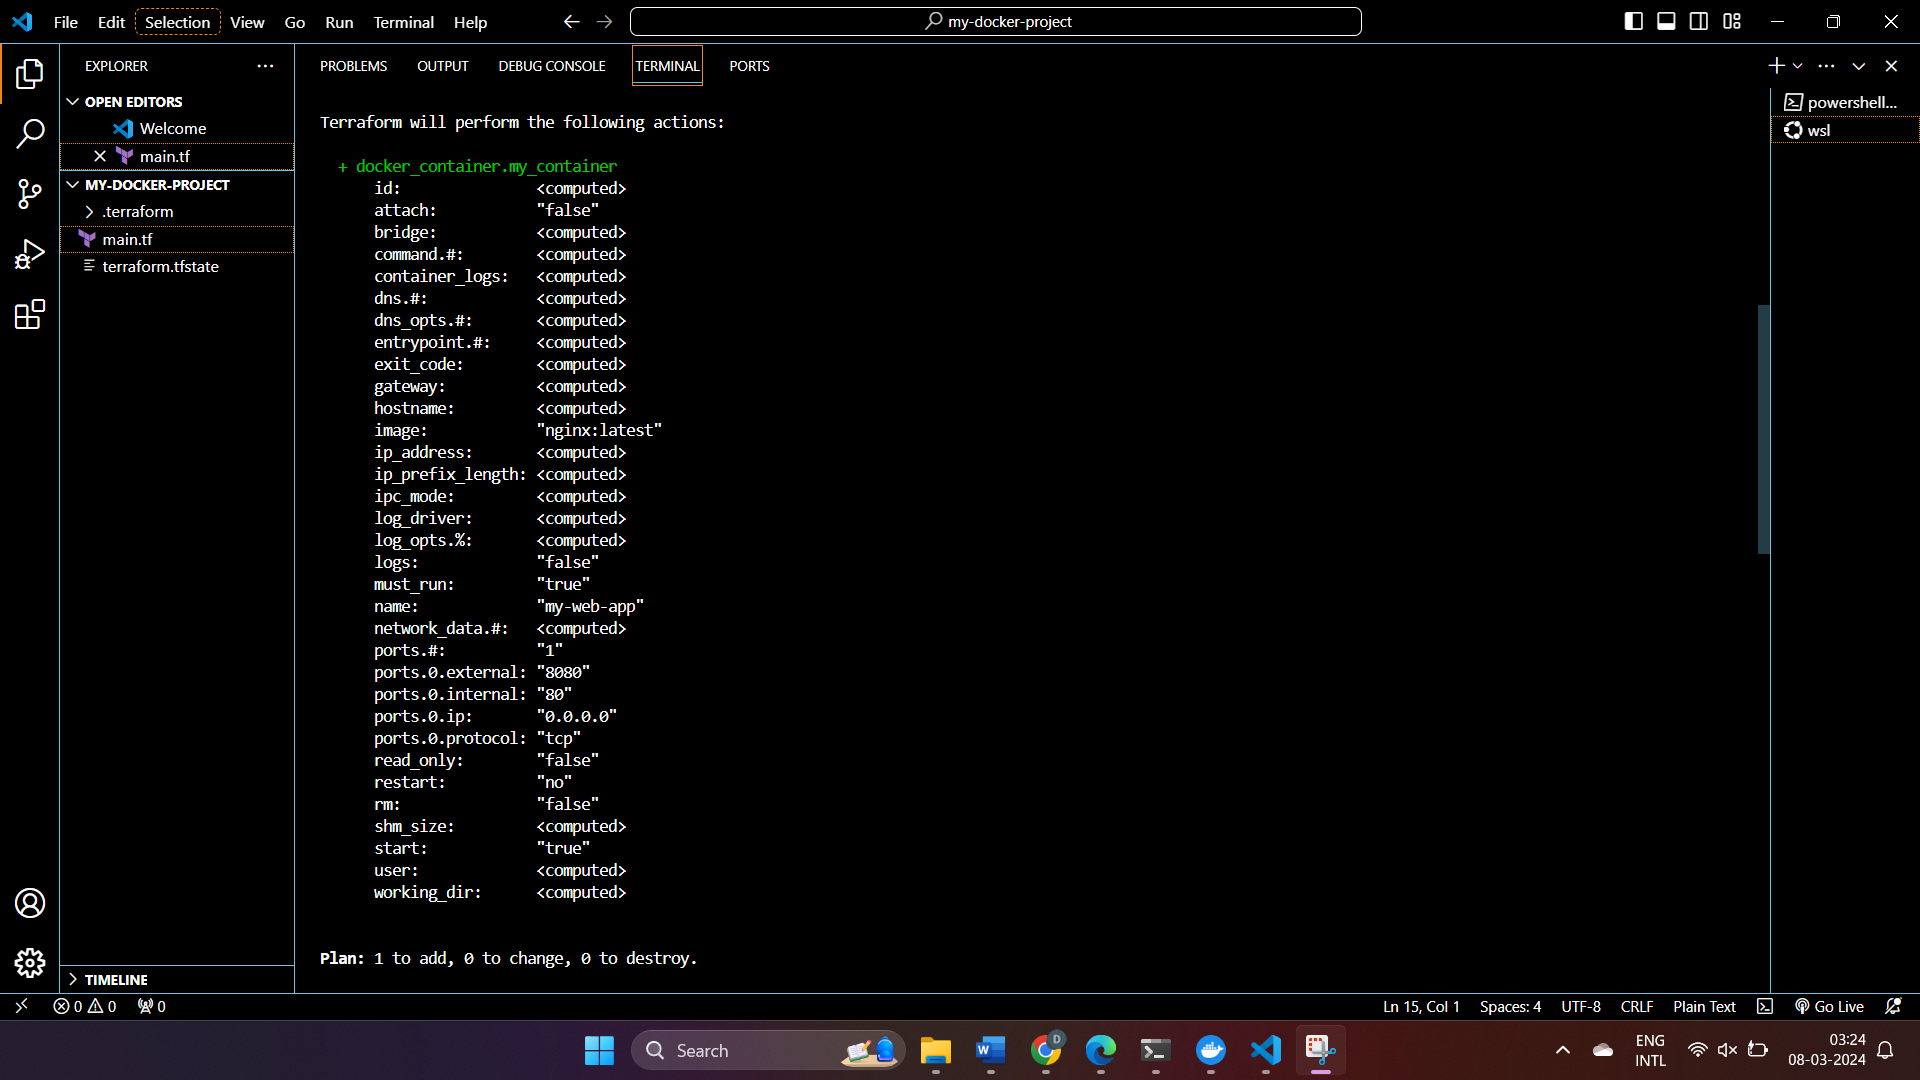 File Edit Selection View Go Run Terminal Help
my-docker-project
EXPLORER
OPEN EDITORS
Welcome
main.tf
MY-DOCKER-PROJECT
.terraform
main.tf
terraform.tfstate
TIMELINE
PROBLEMS OUTPUT DEBUG CONSOLE TERMINAL PORTS
Terraform will perform the following actions:
+ docker_container.my_container
id: <computed>
attach: "false"
bridge: <computed>
command.#: <computed>
container_logs: <computed>
dns.#: <computed>
dns_opts.#: <computed>
entrypoint.#: <computed>
exit_code: <computed>
gateway: <computed>
hostname: <computed>
image: "nginx:latest"
ip_address: <computed>
ip_prefix_length: <computed>
ipc_mode: <computed>
log_driver: <computed>
log_opts.%: <computed>
logs: "false"
must_run: "true"
name: "my-web-app"
network_data.#: <computed>
ports.#: "1"
ports.0.external: "8080"
ports.0.internal: "80"
ports.0.ip: "0.0.0.0"
ports.0.protocol: "tcp"
read_only: "false"
restart: "no"
rm: "false"
shm_size: <computed>
start: "true"
user: <computed>
working_dir: <computed>
Plan: 1 to add, 0 to change, 0 to destroy.
powershell...
wsl
0 0 0
Ln 15, Col 1 Spaces: 4 UTF-8 CRLF Plain Text Go Live
Search
D
ENG
INTL
03:24
08-03-2024